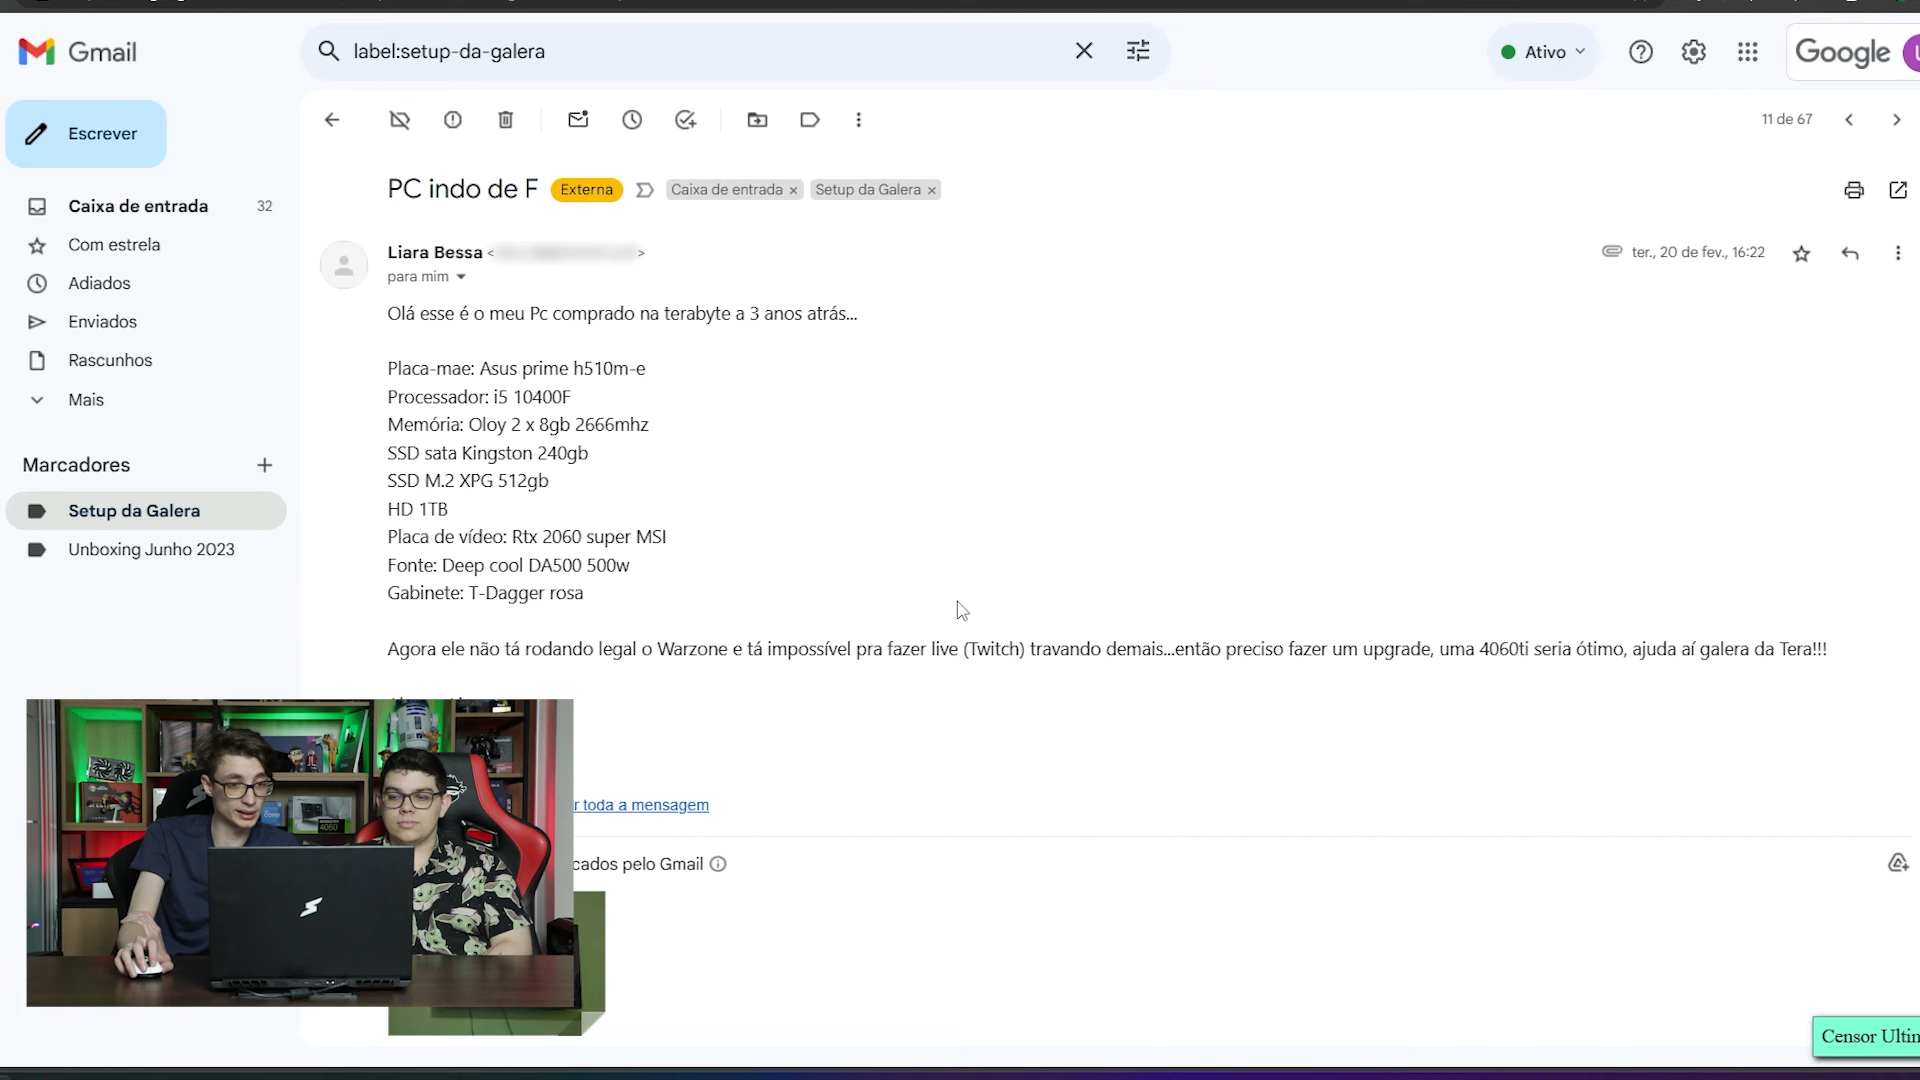 Gmail
label:setup-da-galera
Ativo
Google
Escrever
11 de 67
PC indo de F
Externa
Caixa de entrada
Setup da Galera
Caixa de entrada 32
Com estrela
Adiados
Enviados
Rascunhos
Mais
Marcadores
Setup da Galera
Unboxing Junho 2023
Liara Bessa < >
ter., 20 de fev., 16:22
para mim
Olá esse é o meu Pc comprado na terabyte a 3 anos atrás...
Placa-mae: Asus prime h510m-e
Processador: i5 10400F
Memória: Oloy 2 x 8gb 2666mhz
SSD sata Kingston 240gb
SSD M.2 XPG 512gb
HD 1TB
Placa de vídeo: Rtx 2060 super MSI
Fonte: Deep cool DA500 500w
Gabinete: T-Dagger rosa
Agora ele não tá rodando legal o Warzone e tá impossível pra fazer live (Twitch) travando demais...então preciso fazer um upgrade, uma 4060ti seria ótimo, ajuda aí galera da Tera!!!
r toda a mensagem
cados pelo Gmail
4060
Censor Ultim